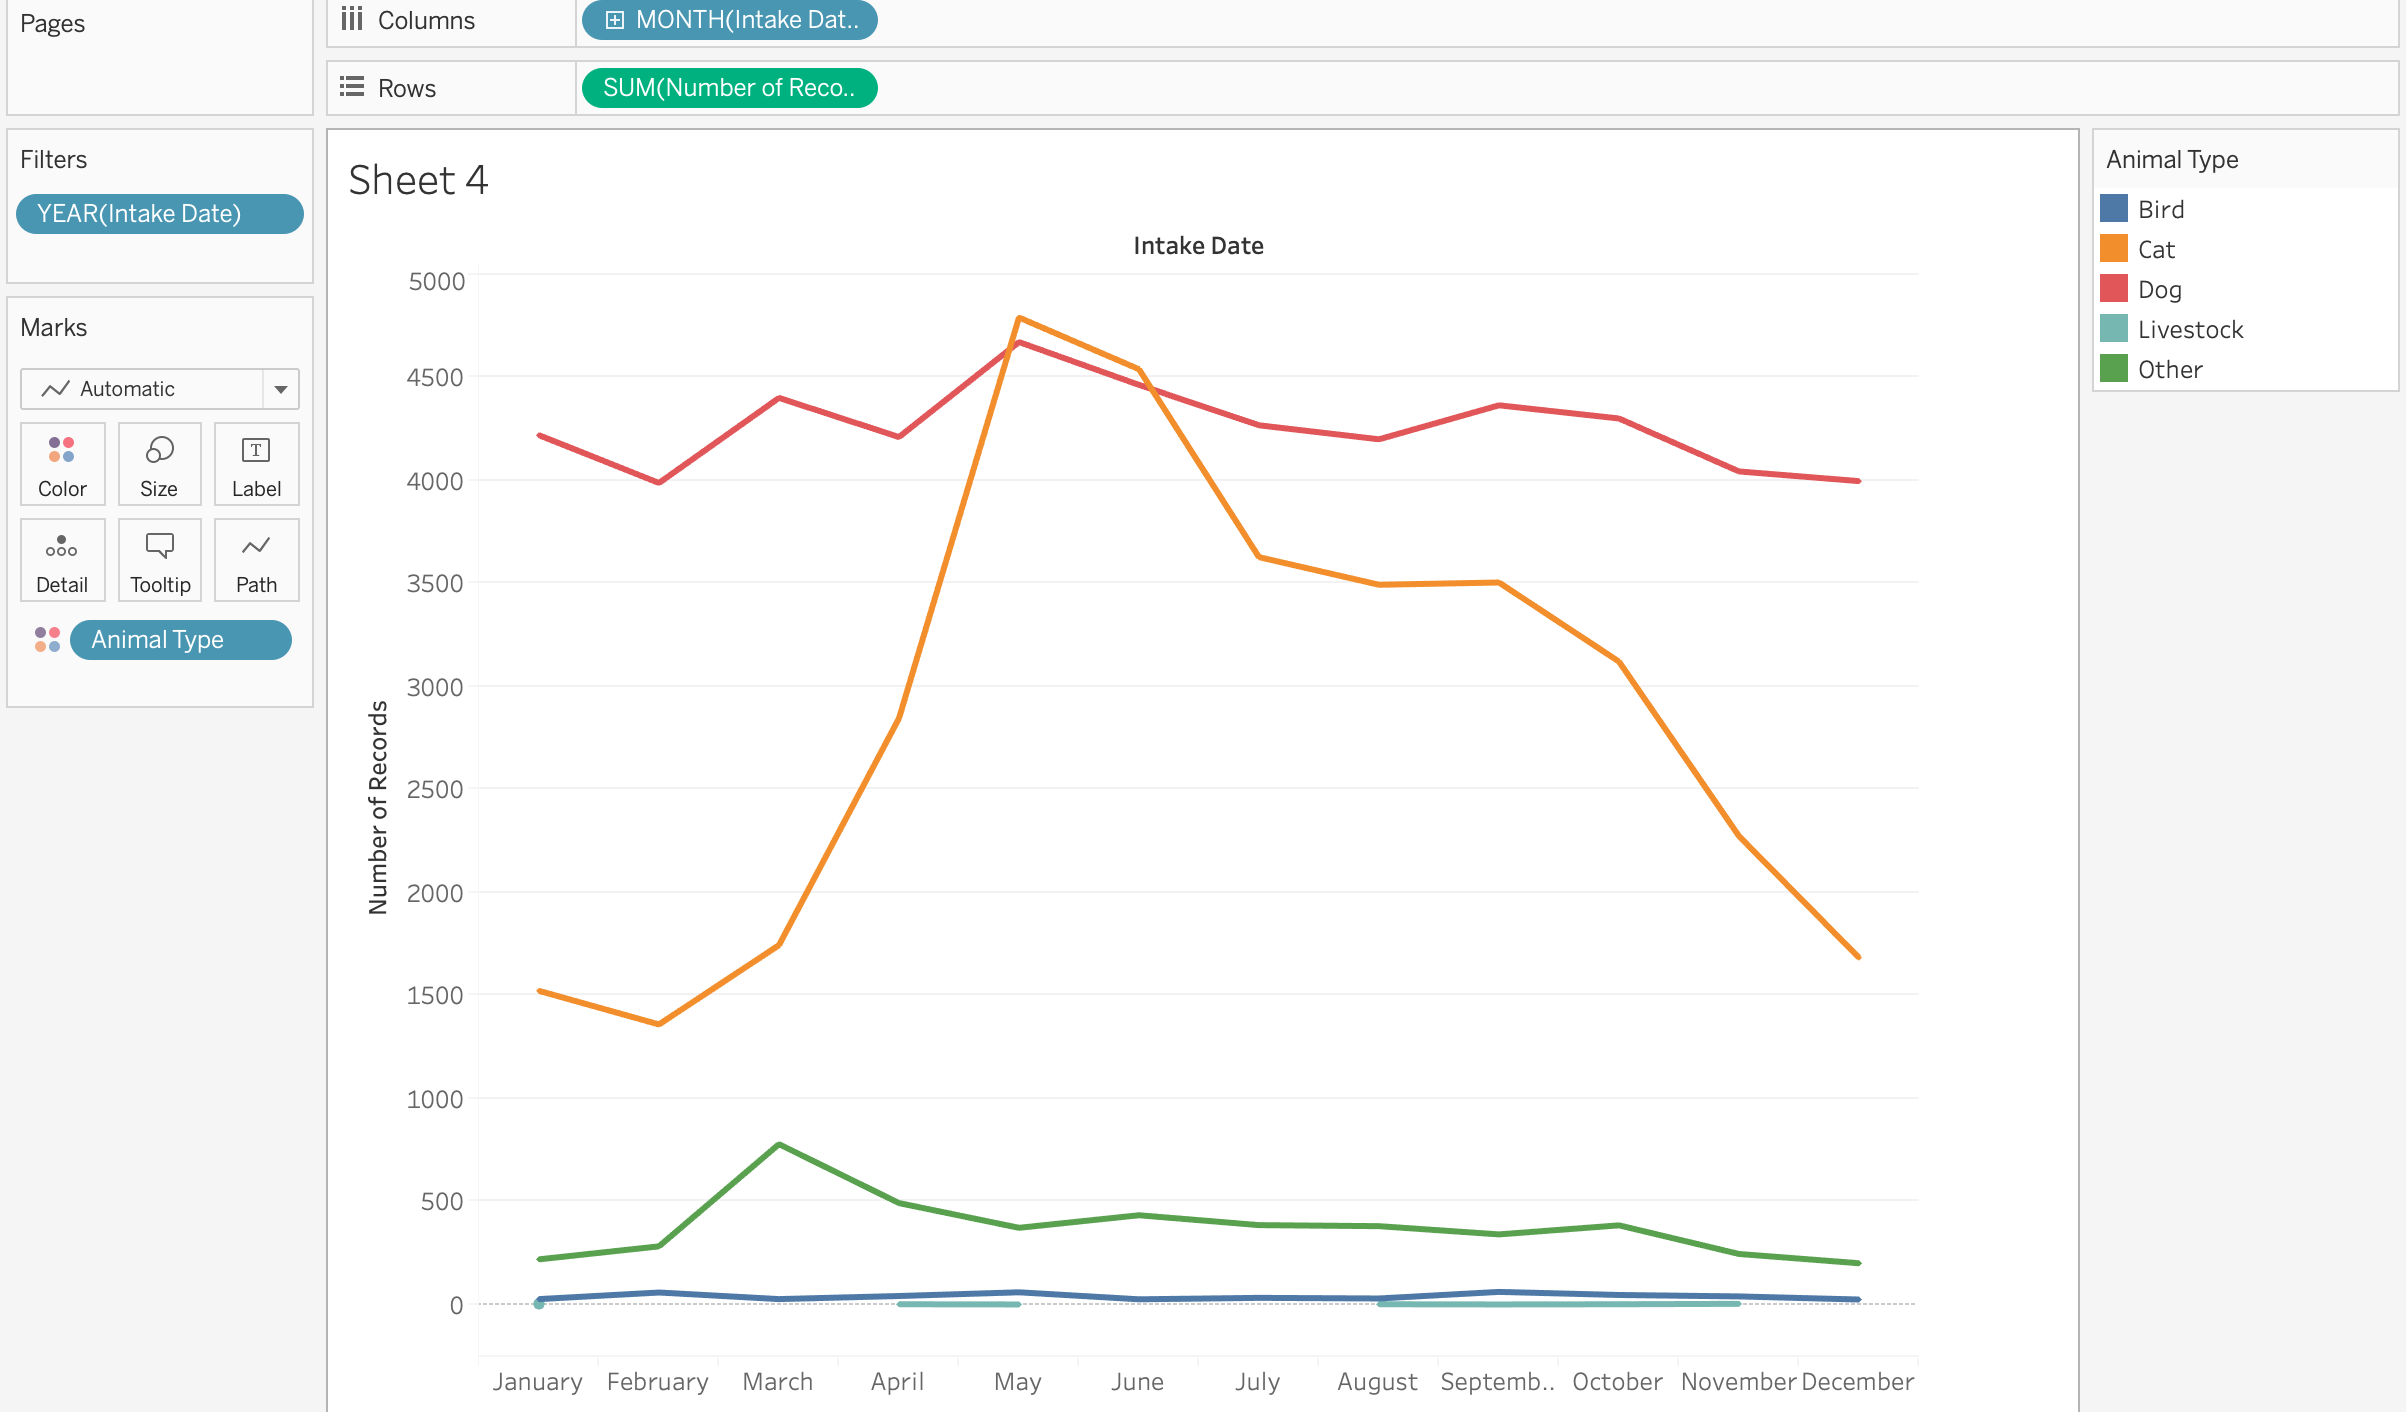 Pages
Columns
MONTH(Intake Dat..
Rows
SUM(Number of Reco..
Filters
YEAR(Intake Date)
Marks
Automatic
Color
Size
T
Label
Detail
Tooltip
Path
Animal Type
Sheet 4
Intake Date
5000
4500
4000
3500
3000
2500
2000
1500
1000
500
0
Number of Records
January
February
March
April
May
June
July
August
Septemb..
October
November
December
Animal Type
Bird
Cat
Dog
Livestock
Other